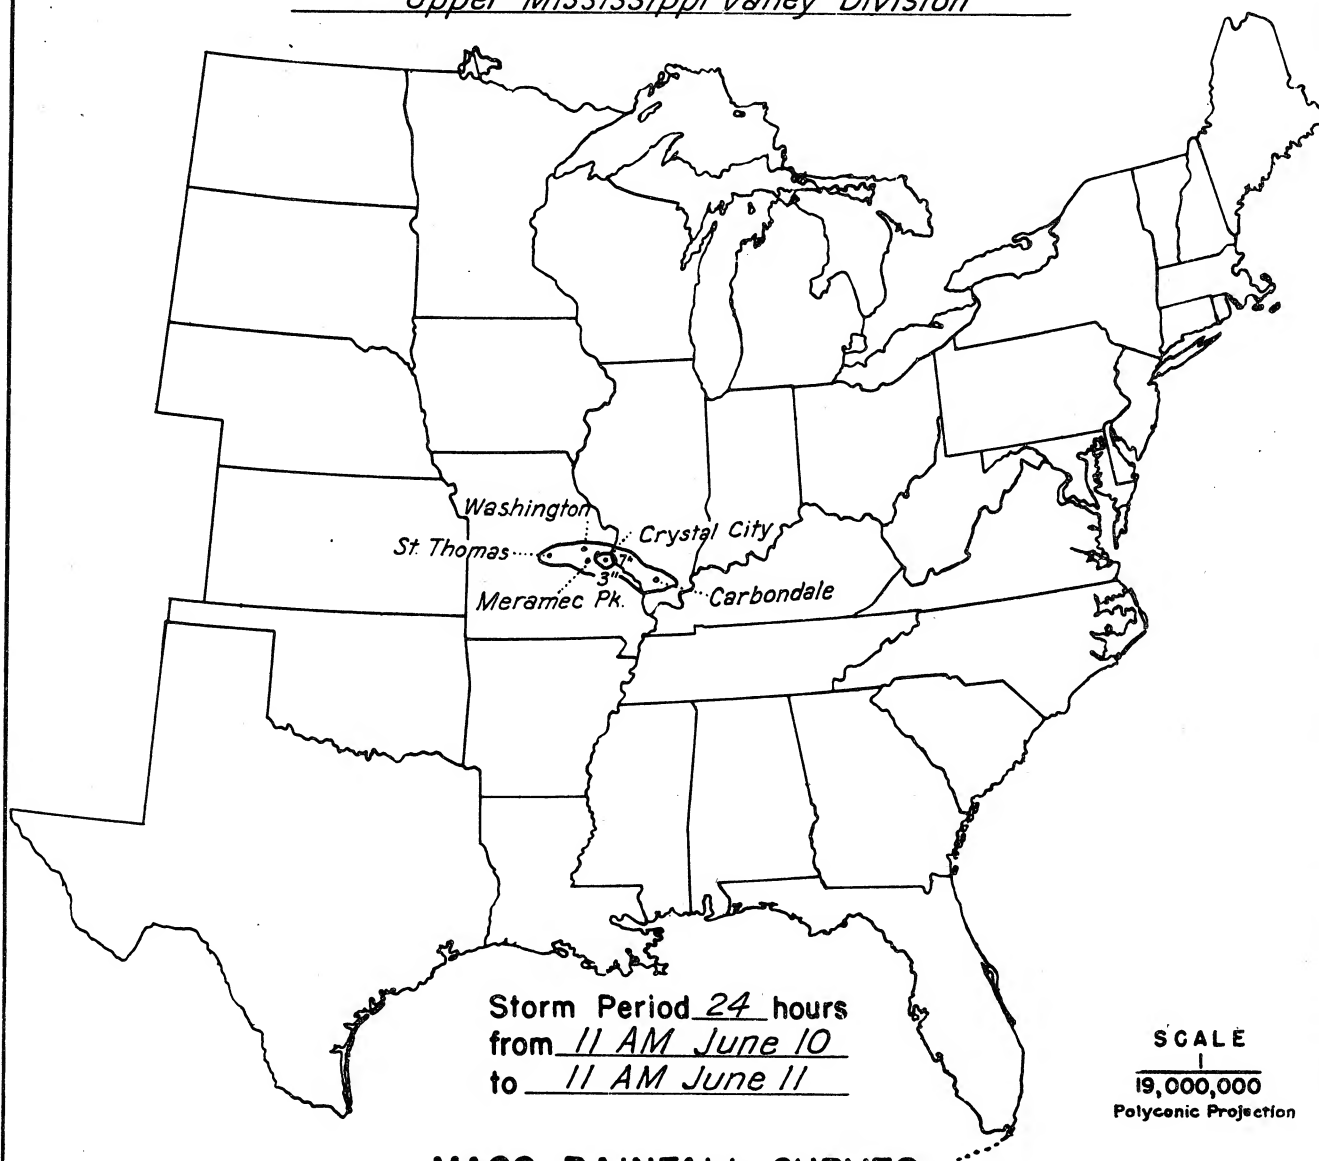 Upper Mississippi Valley Division
Washington
Crystal City
St. Thomas
7"
3"
Meramec Pk.
Carbondale
Storm Period 24 hours
from 11 AM June 10
to 11 AM June 11
SCALE
1
19,000,000
Polyconic Projection
MASS RAINFALL CURVES